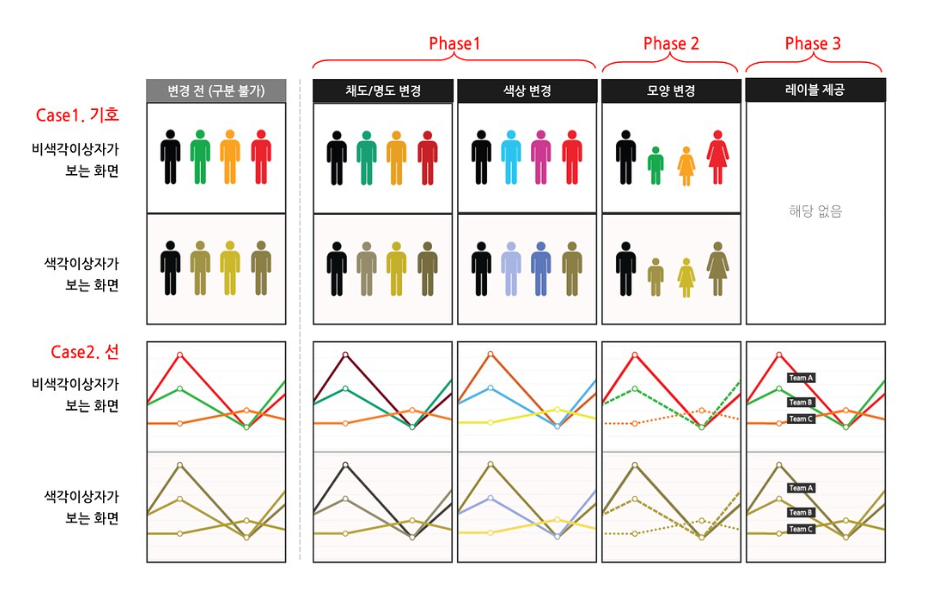 Phase1
Phase 2
Phase 3
변경 전 (구분 불가)
채도/명도 변경
색상 변경
모양 변경
레이블 제공
Case1. 기호
비색각이상자가
보는 화면
해당 없음
색각이상자가
보는 화면
Case2. 선
비색각이상자가
보는 화면
Team A
Team B
Team C
색각이상자가
보는 화면
Team A
Team B
Team C